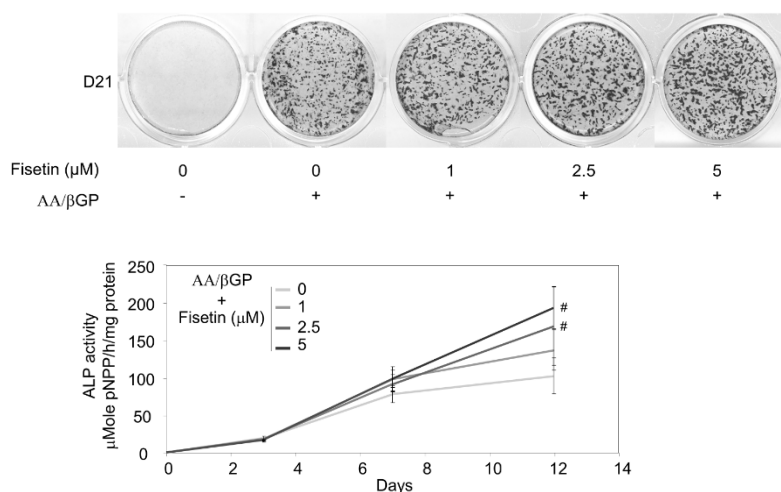 D21
Fisetin (μM) 0 0 1 2.5 5
AA/βGP - + + + +
250
200
150
100
50
0
ALP activity
μMole pNPP/h/mg protein
AA/βGP
+
Fisetin (μM)
0
1
2.5
5
#
#
0 2 4 6 8 10 12 14
Days